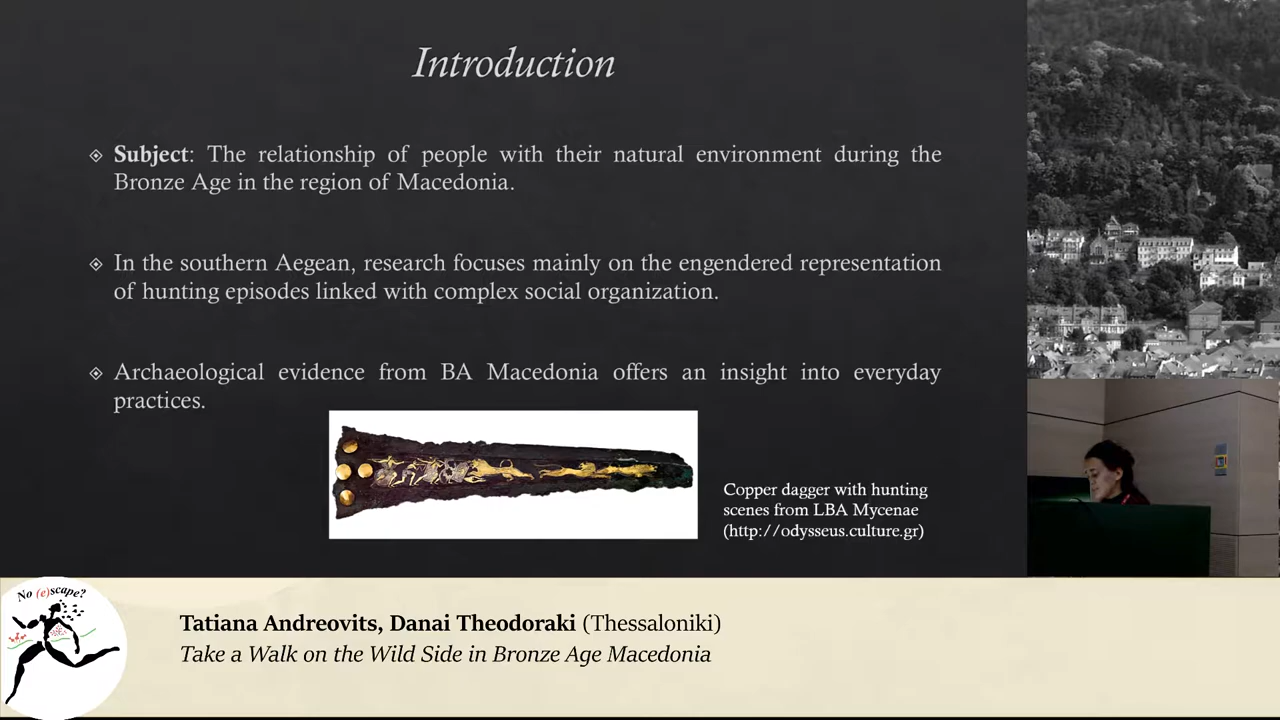 Introduction
Subject: The relationship of people with their natural environment during the
Bronze Age in the region of Macedonia.
In the southern Aegean, research focuses mainly on the engendered representation
of hunting episodes linked with complex social organization.
Archaeological evidence from BA Macedonia offers an insight into everyday
practices.
Copper dagger with hunting
scenes from LBA Mycenae
(http://odysseus.culture.gr)
No (e)scape?
Tatiana Andreovits, Danai Theodoraki (Thessaloniki)
Take a Walk on the Wild Side in Bronze Age Macedonia